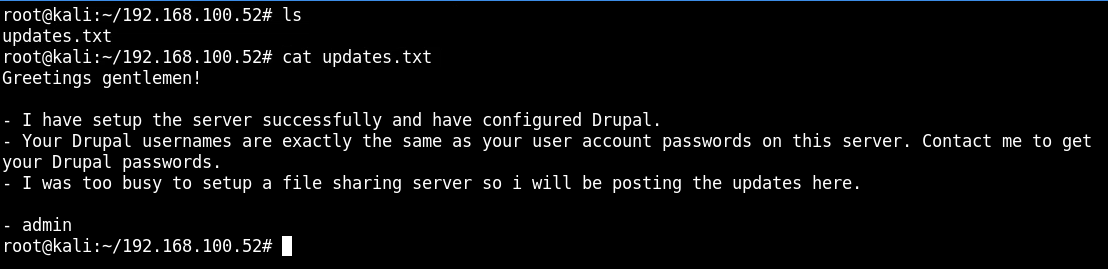 root@kali:~/192.168.100.52# ls
updates.txt
root@kali:~/192.168.100.52# cat updates.txt
Greetings gentlemen!
- I have setup the server successfully and have configured Drupal.
- Your Drupal usernames are exactly the same as your user account passwords on this server. Contact me to get
your Drupal passwords.
- I was too busy to setup a file sharing server so i will be posting the updates here.
- admin
root@kali:~/192.168.100.52#